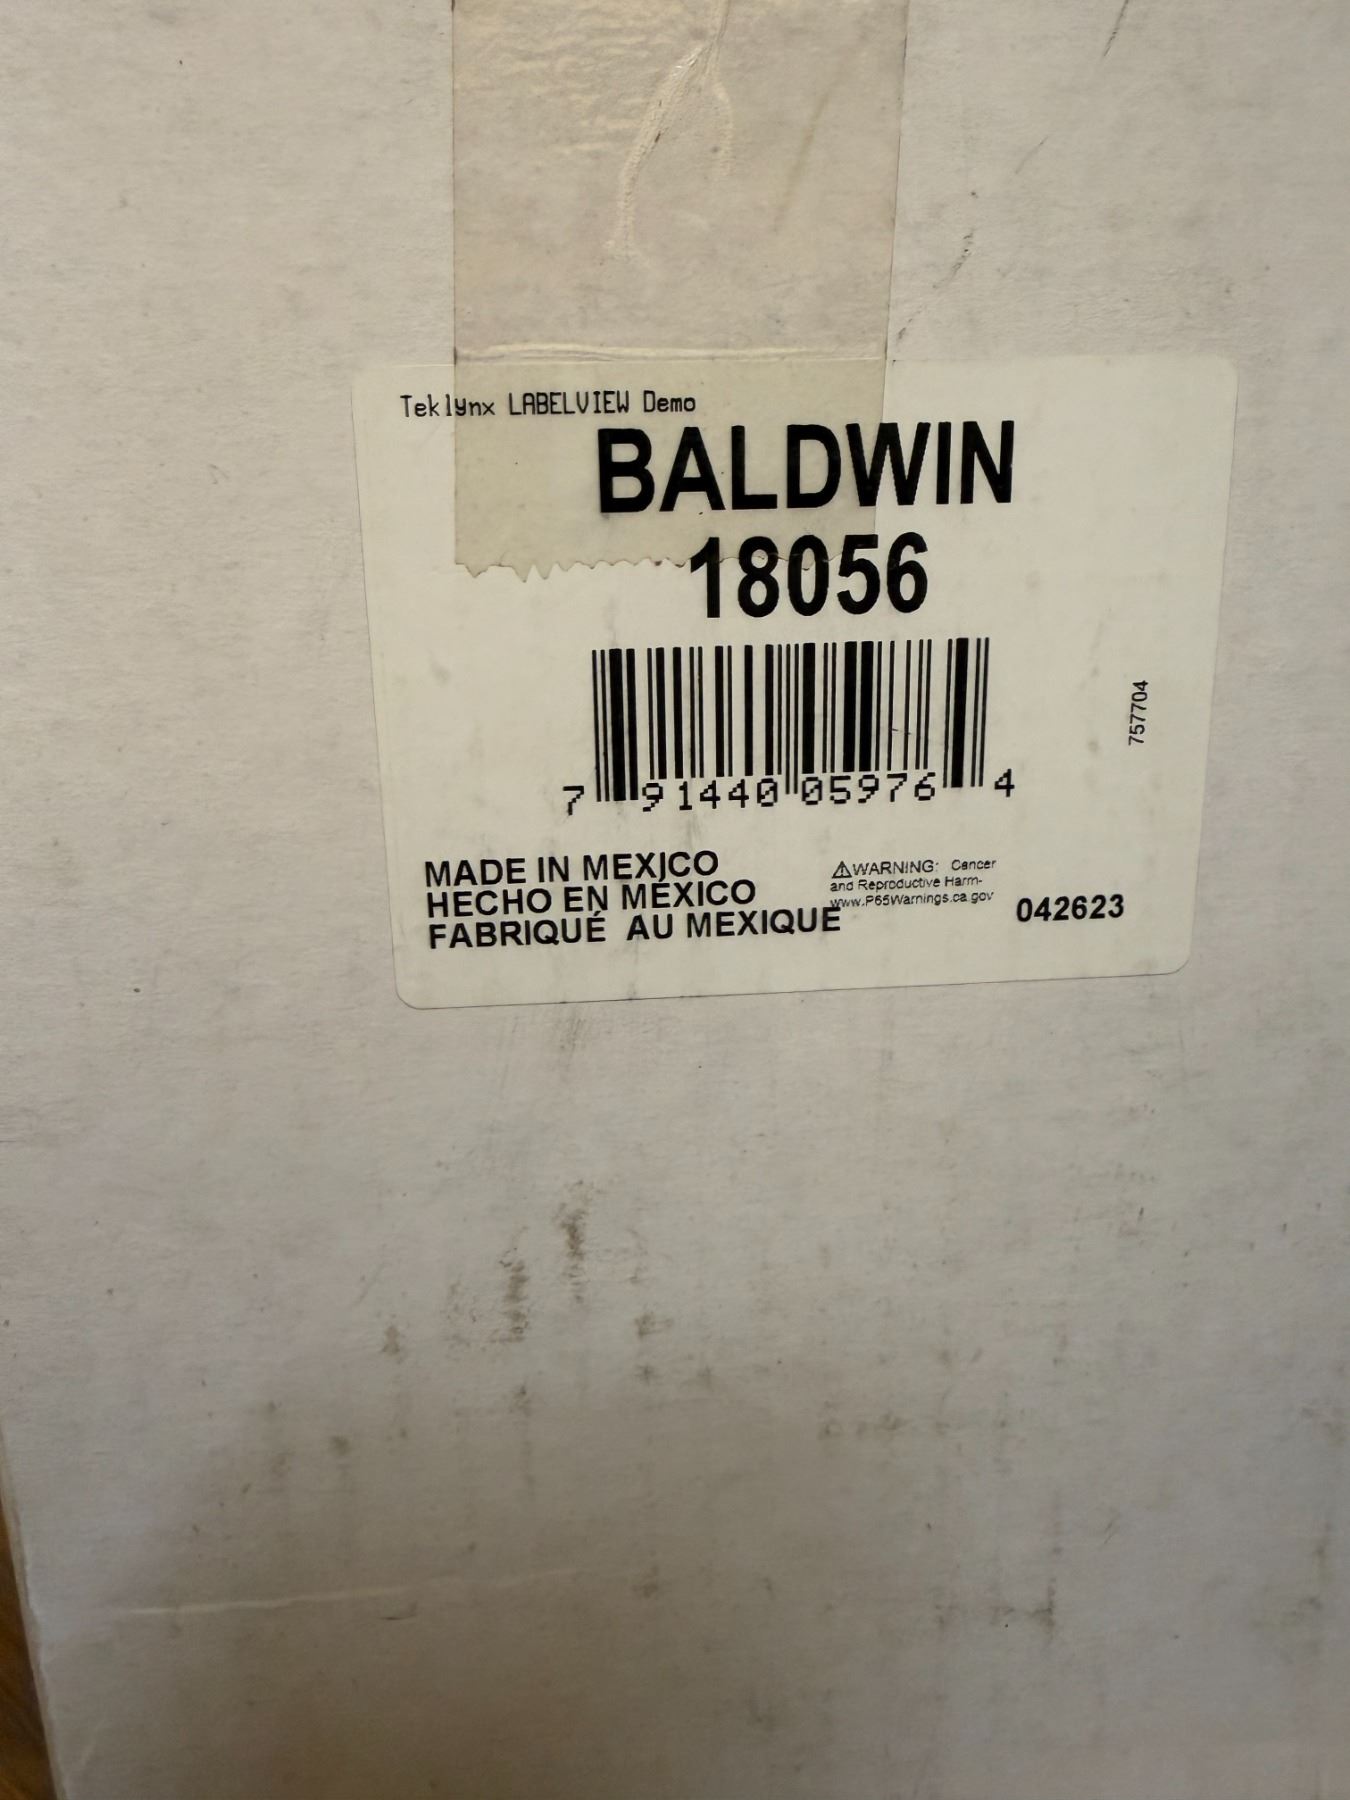 Teklynx LABELVIEW Demo
BALDWIN
18056
7 91440 05976 4
757704
MADE IN MEXICO
HECHO EN MÉXICO
FABRIQUÉ AU MEXIQUE
⚠WARNING: Cancer
and Reproductive Harm-
www.P65Warnings.ca.gov
042623